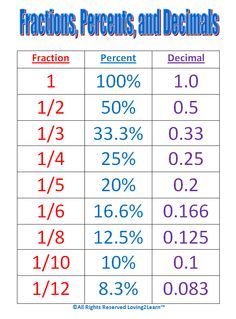 Fractions, Percents, and Decimals
Fraction Percent Decimal
1 100% 1.0
1/2 50% 0.5
1/3 33.3% 0.33
1/4 25% 0.25
1/5 20% 0.2
1/6 16.6% 0.166
1/8 12.5% 0.125
1/10 10% 0.1
1/12 8.3% 0.083
©All Rights Reserved Loving2Learn™